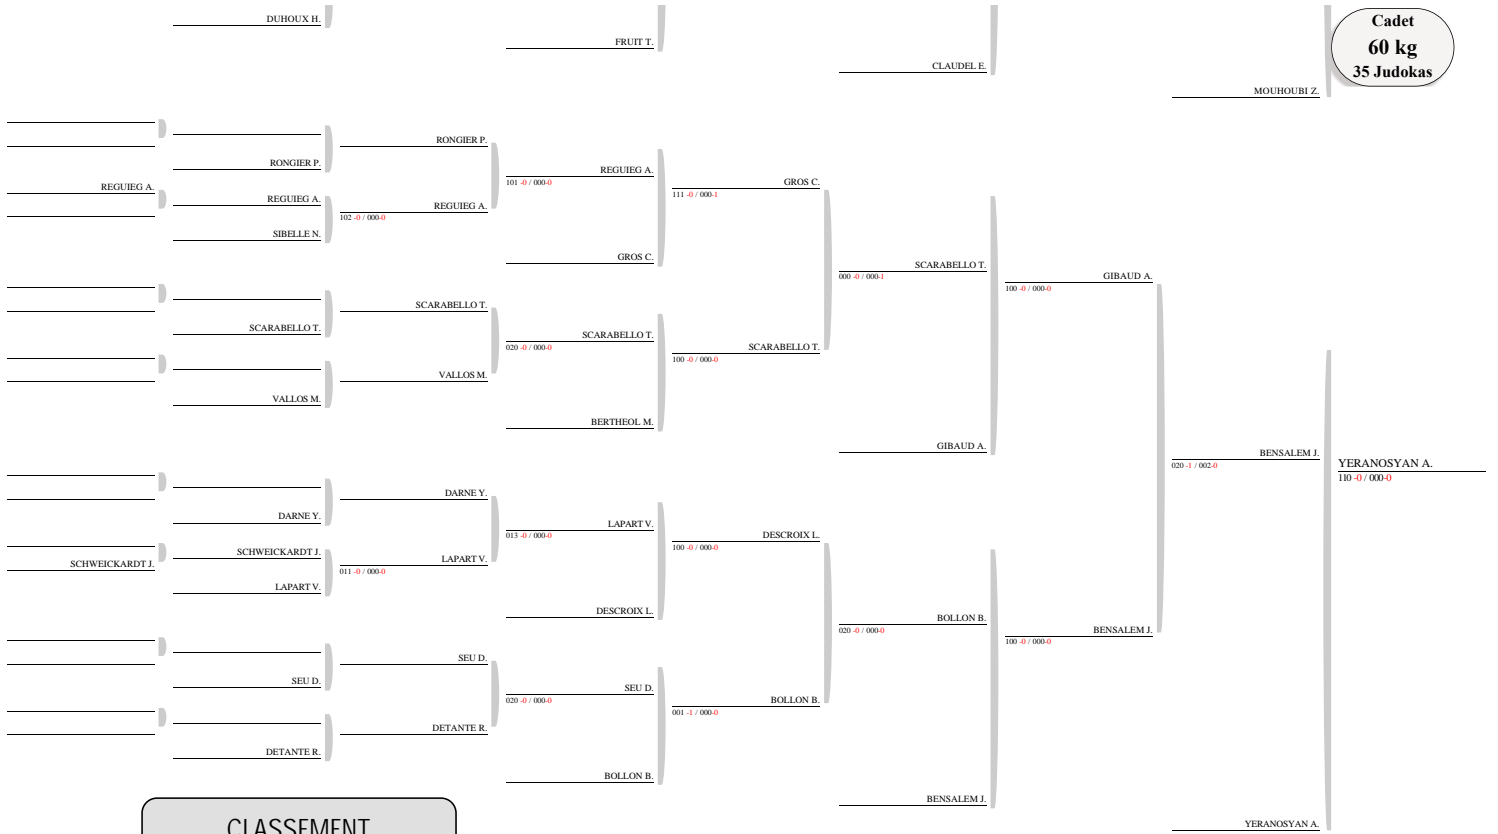 DUHOUX H.
FRUIT T.
CLAUDEL E.
MOUHOUBI Z.
Cadet
60 kg
35 Judokas
RONGIER P.
RONGIER P.
REGUIEG A.
REGUIEG A.
SIBELLE N.
REGUIEG A.
102 -0 / 000-0
REGUIEG A.
101 -0 / 000-0
GROS C.
GROS C.
111 -0 / 000-1
SCARABELLO T.
SCARABELLO T.
VALLOS M.
VALLOS M.
SCARABELLO T.
020 -0 / 000-0
BERTHEOL M.
SCARABELLO T.
100 -0 / 000-0
SCARABELLO T.
000 -0 / 000-1
GIBAUD A.
GIBAUD A.
100 -0 / 000-0
DARNE Y.
DARNE Y.
SCHWEICKARDT J.
SCHWEICKARDT J.
LAPART V.
LAPART V.
011 -0 / 000-0
LAPART V.
013 -0 / 000-0
DESCROIX L.
DESCROIX L.
100 -0 / 000-0
SEU D.
SEU D.
DETANTE R.
DETANTE R.
SEU D.
020 -0 / 000-0
BOLLON B.
BOLLON B.
001 -1 / 000-0
BOLLON B.
020 -0 / 000-0
BENSALEM J.
BENSALEM J.
100 -0 / 000-0
BENSALEM J.
020 -1 / 002-0
YERANOSYAN A.
YERANOSYAN A.
110 -0 / 000-0
CLASSEMENT